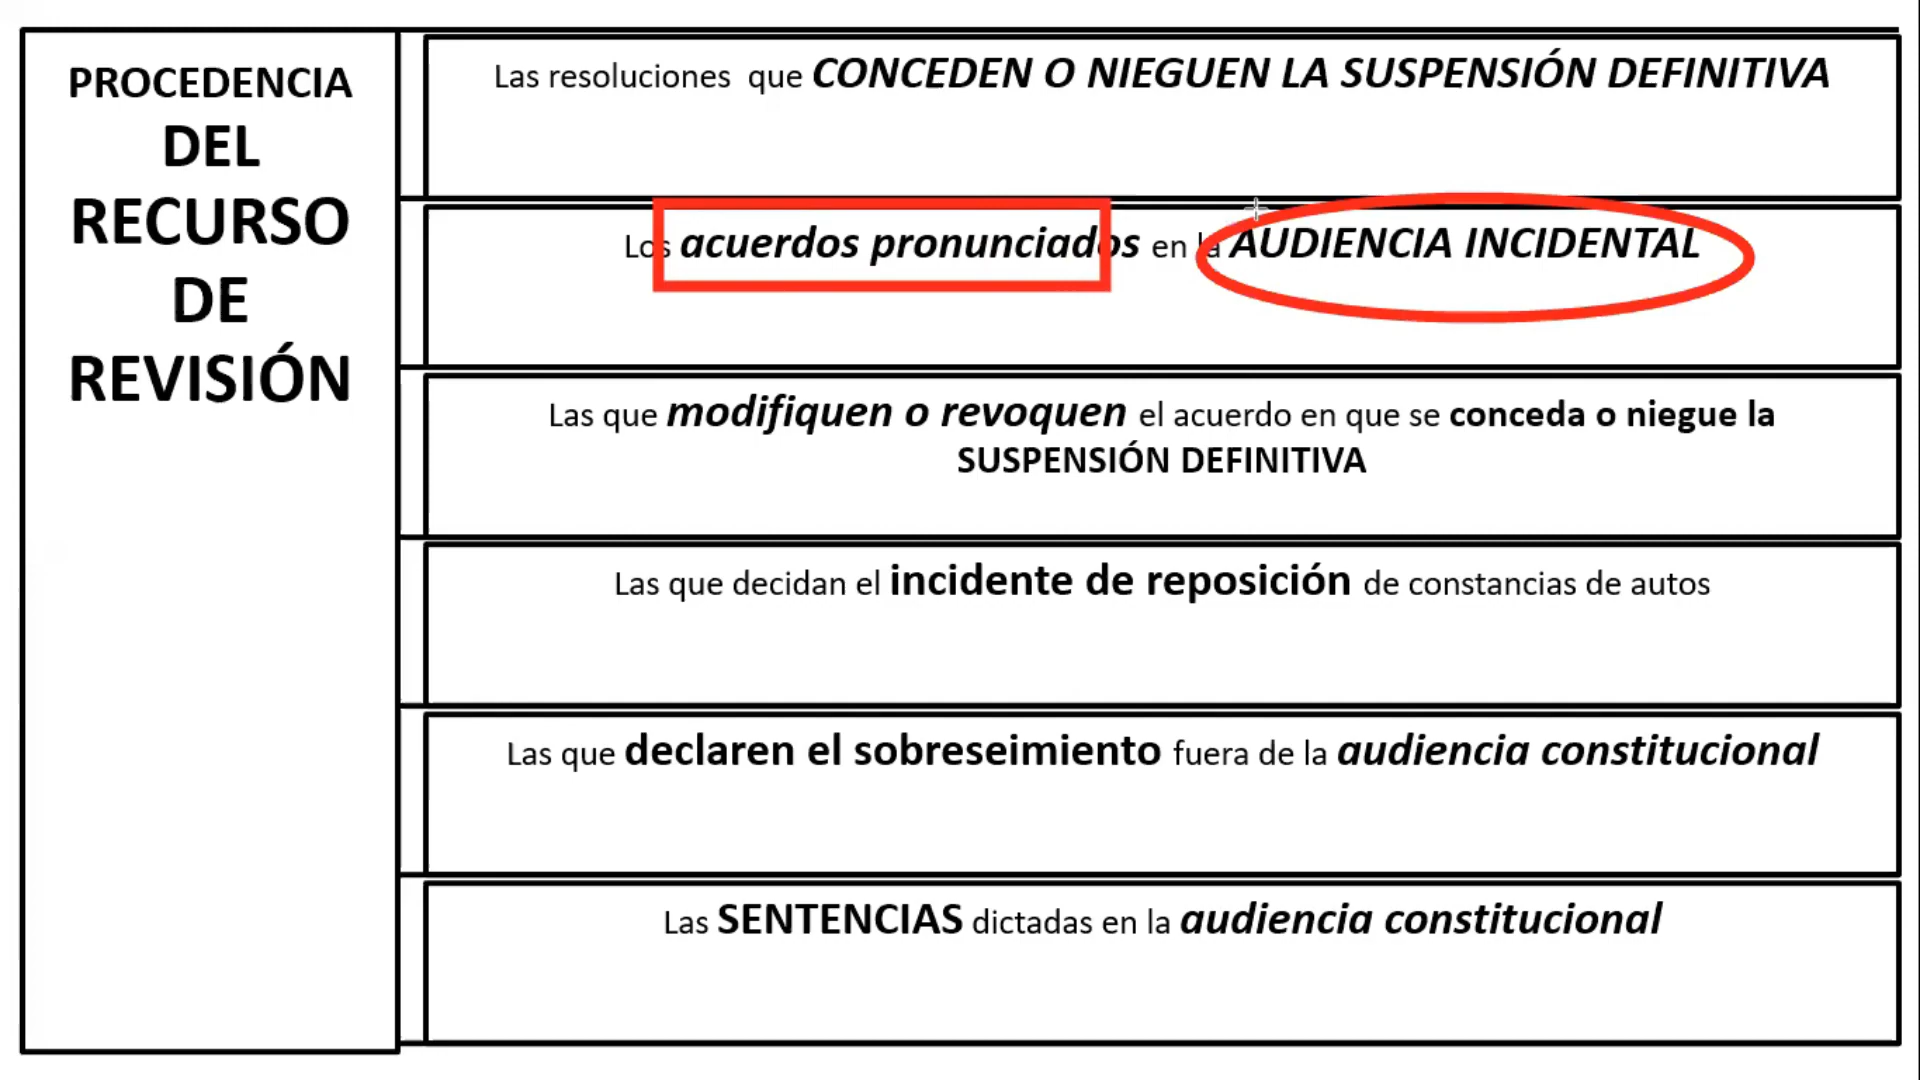 PROCEDENCIA
DEL
RECURSO
DE
REVISIÓN
Las resoluciones que CONCEDEN O NIEGUEN LA SUSPENSIÓN DEFINITIVA
Los acuerdos pronunciados en la AUDIENCIA INCIDENTAL
Las que modifiquen o revoquen el acuerdo en que se conceda o niegue la
SUSPENSIÓN DEFINITIVA
Las que decidan el incidente de reposición de constancias de autos
Las que declaren el sobreseimiento fuera de la audiencia constitucional
Las SENTENCIAS dictadas en la audiencia constitucional